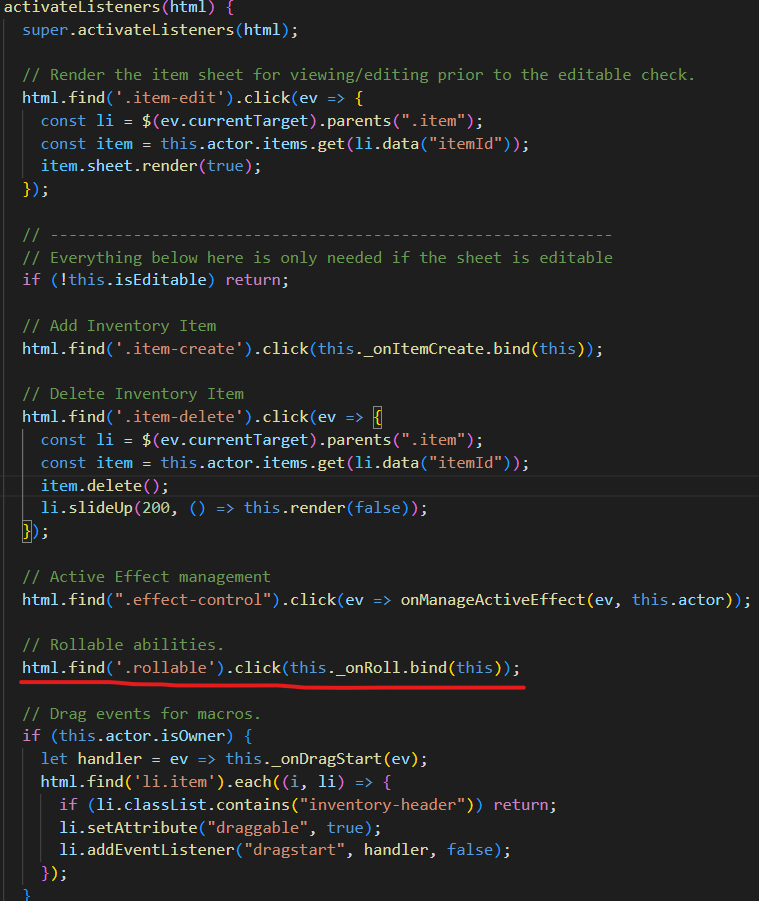 activateListeners(html) {
super.activateListeners(html);
// Render the item sheet for viewing/editing prior to the editable check.
html.find('.item-edit').click(ev => {
const li = $(ev.currentTarget).parents(".item");
const item = this.actor.items.get(li.data("itemId"));
item.sheet.render(true);
});
// -------------------------------------------------------------
// Everything below here is only needed if the sheet is editable
if (!this.isEditable) return;
// Add Inventory Item
html.find('.item-create').click(this._onItemCreate.bind(this));
// Delete Inventory Item
html.find('.item-delete').click(ev => {
const li = $(ev.currentTarget).parents(".item");
const item = this.actor.items.get(li.data("itemId"));
item.delete();
li.slideUp(200, () => this.render(false));
});
// Active Effect management
html.find(".effect-control").click(ev => onManageActiveEffect(ev, this.actor));
// Rollable abilities.
html.find('.rollable').click(this._onRoll.bind(this));
// Drag events for macros.
if (this.actor.isOwner) {
let handler = ev => this._onDragStart(ev);
html.find('li.item').each((i, li) => {
if (li.classList.contains("inventory-header")) return;
li.setAttribute("draggable", true);
li.addEventListener("dragstart", handler, false);
});
}